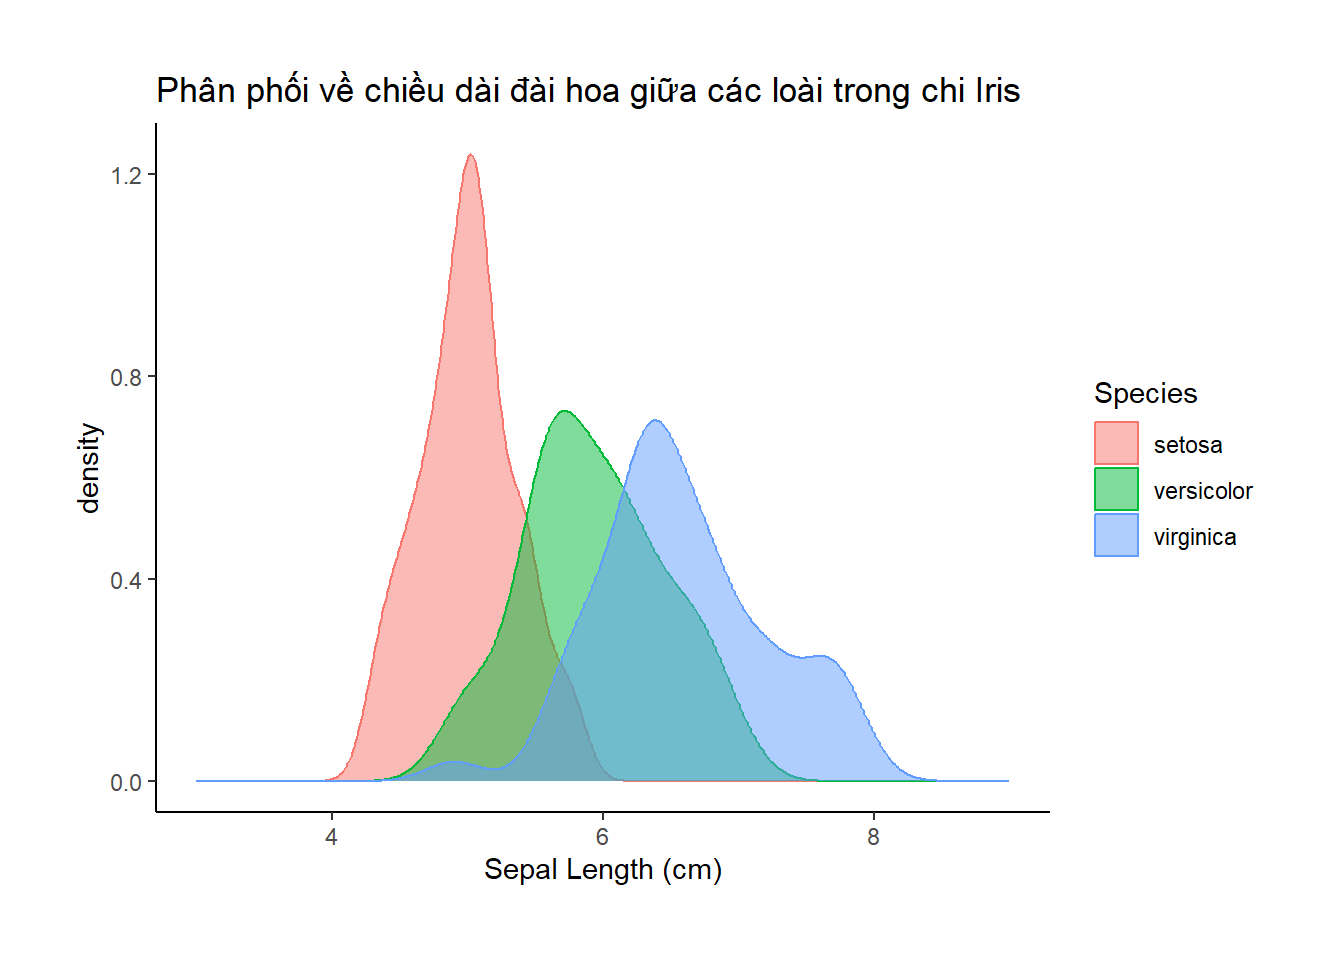 Phân phối về chiều dài đài hoa giữa các loài trong chi Iris
1.2
0.8
0.4
0.0
density
4 6 8
Sepal Length (cm)
Species
setosa
versicolor
virginica